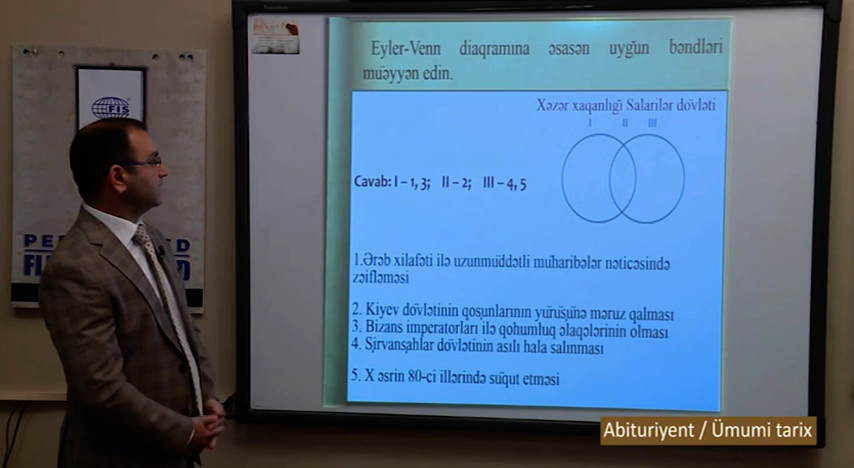 Eyler-Venn diaqramına əsasən uyğun bəndləri
müəyyən edin.
Xəzər xaqanlığı Salarilər dövləti
I II III
Cavab: I – 1, 3; II – 2; III – 4, 5
1.Ərəb xilafəti ilə uzunmüddətli müharibələr nəticəsində
zəifləməsi
2. Kiyev dövlətinin qoşunlarının yürüşünə məruz qalması
3. Bizans imperatorları ilə qohumluq əlaqələrinin olması
4. Şirvanşahlar dövlətinin asılı hala salınması
5. X əsrin 80-ci illərində süqut etməsi
FIS
Abituriyent / Ümumi tarix